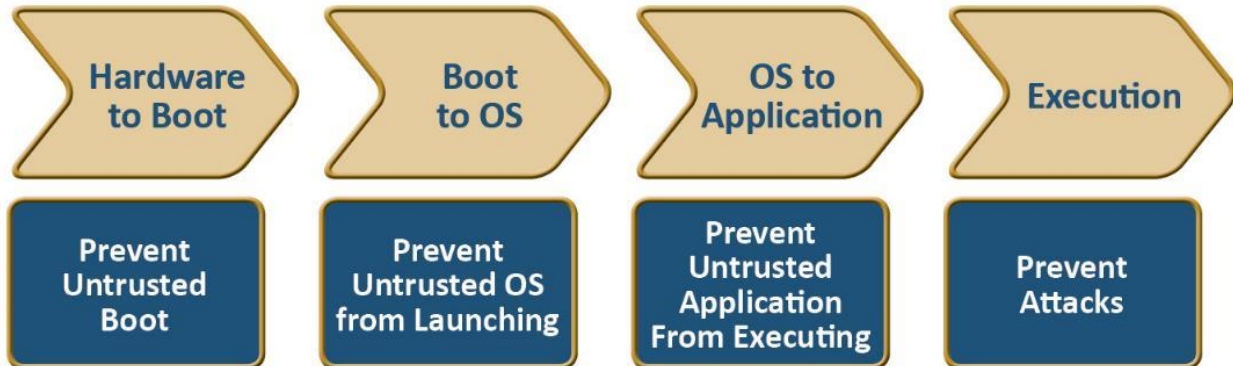 Hardware
to Boot
Boot
to OS
OS to
Application
Execution
Prevent
Untrusted
Boot
Prevent
Untrusted OS
from Launching
Prevent
Untrusted
Application
From Executing
Prevent
Attacks